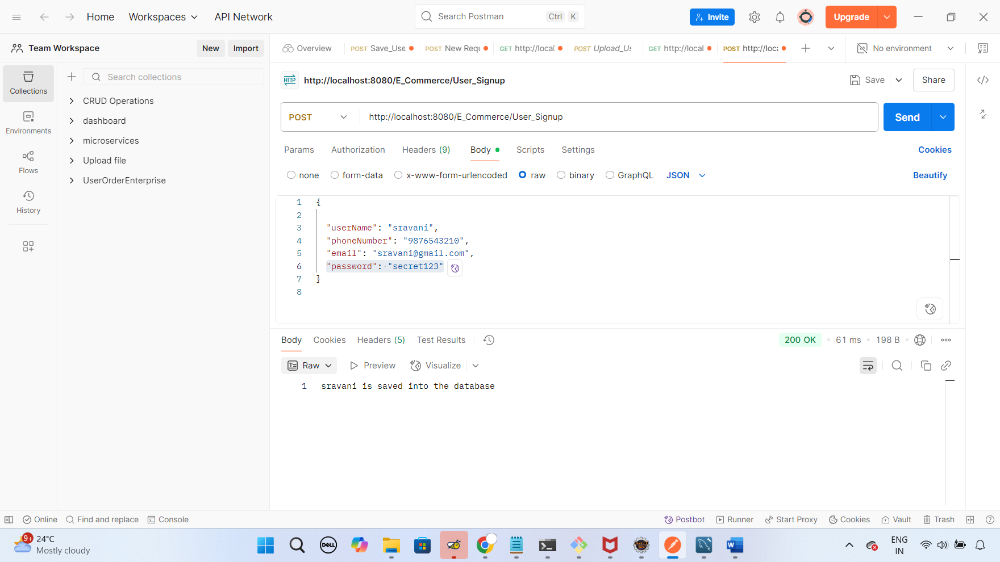 Home
Workspaces
API Network
Search Postman
Ctrl K
Invite
Upgrade
Team Workspace
New
Import
Overview
POST Save_Use
POST New Requ
GET http://local
POST Upload_Us
GET http://local
POST http://loc
No environment
Collections
Environments
Flows
History
Search collections
CRUD Operations
dashboard
microservices
Upload file
UserOrderEnterprise
HTTP
http://localhost:8080/E_Commerce/User_Signup
Save
Share
POST
http://localhost:8080/E_Commerce/User_Signup
Send
Params
Authorization
Headers (9)
Body
Scripts
Settings
Cookies
none
form-data
x-www-form-urlencoded
raw
binary
GraphQL
JSON
Beautify
1 {
2
3 "userName": "sravani",
4 "phoneNumber": "9876543210",
5 "email": "sravani@gmail.com",
6 "password": "secret123"
7 }
8
Body
Cookies
Headers (5)
Test Results
200 OK
61 ms
198 B
Raw
Preview
Visualize
1 sravani is saved into the database
Online
Find and replace
Console
Postbot
Runner
Start Proxy
Cookies
Vault
Trash
9+
24°C
Mostly cloudy
DELL
ENG
IN